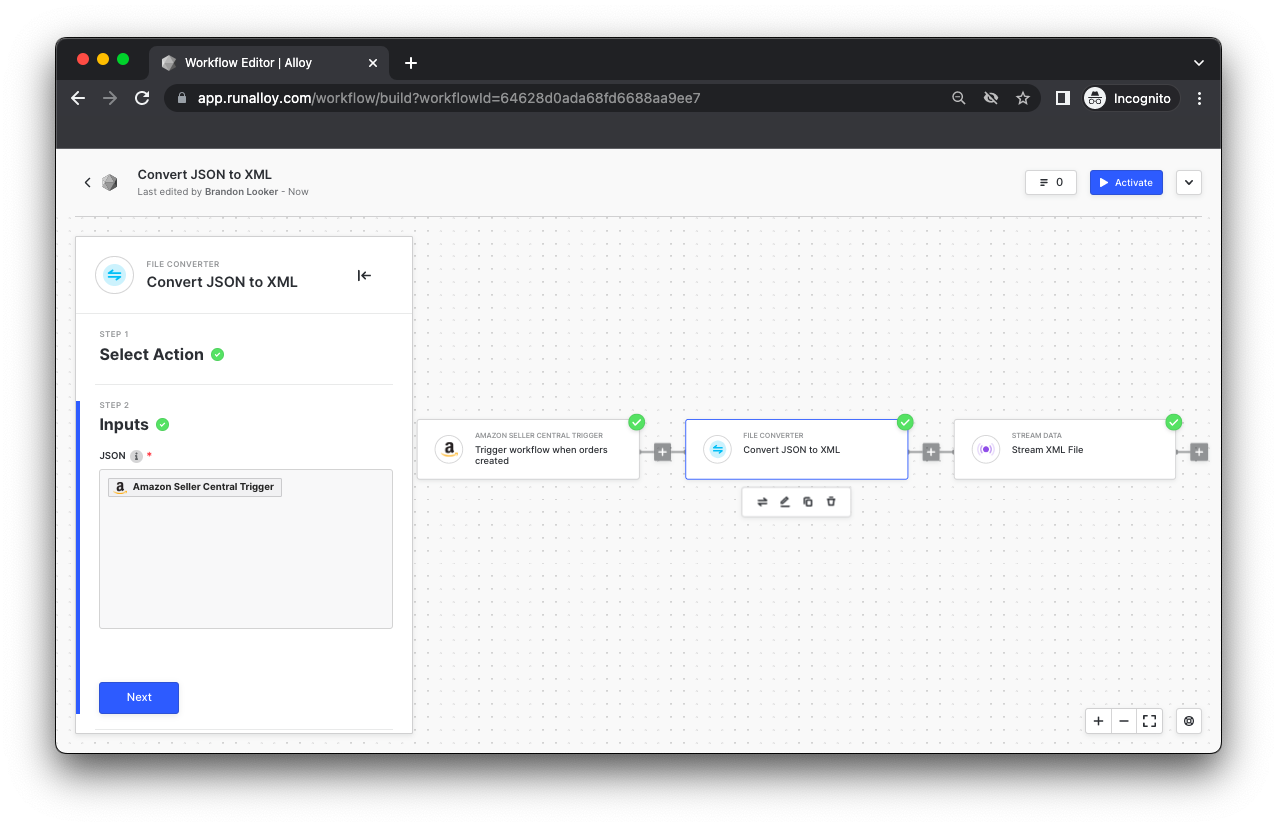 Workflow Editor | Alloy
app.runalloy.com/workflow/build?workflowId=64628d0ada68fd6688aa9ee7
Incognito
Convert JSON to XML
Last edited by Brandon Looker - Now
0
Activate
FILE CONVERTER
Convert JSON to XML
STEP 1
Select Action
STEP 2
Inputs
JSON i *
Amazon Seller Central Trigger
Next
AMAZON SELLER CENTRAL TRIGGER
Trigger workflow when orders
created
FILE CONVERTER
Convert JSON to XML
STREAM DATA
Stream XML File